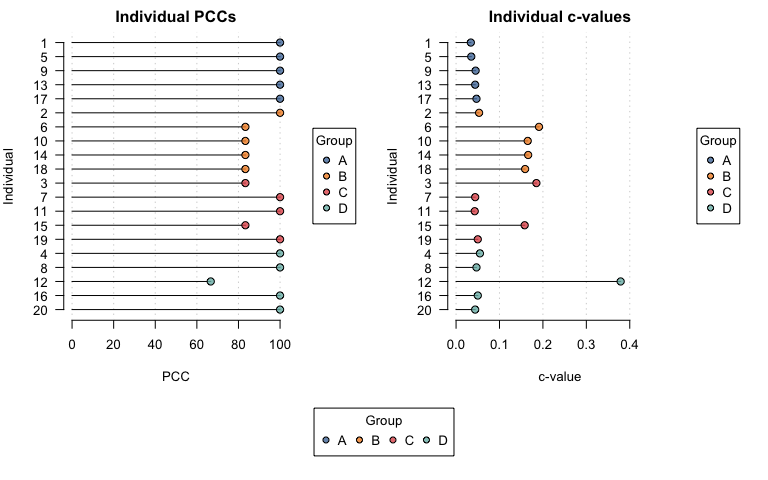 Individual PCCs
Individual
1
5
9
13
17
2
6
10
14
18
3
7
11
15
19
4
8
12
16
20
0 20 40 60 80 100
PCC
Group
A
B
C
D
Individual c-values
Individual
1
5
9
13
17
2
6
10
14
18
3
7
11
15
19
4
8
12
16
20
0.0 0.1 0.2 0.3 0.4
c-value
Group
A
B
C
D
Group
A B C D